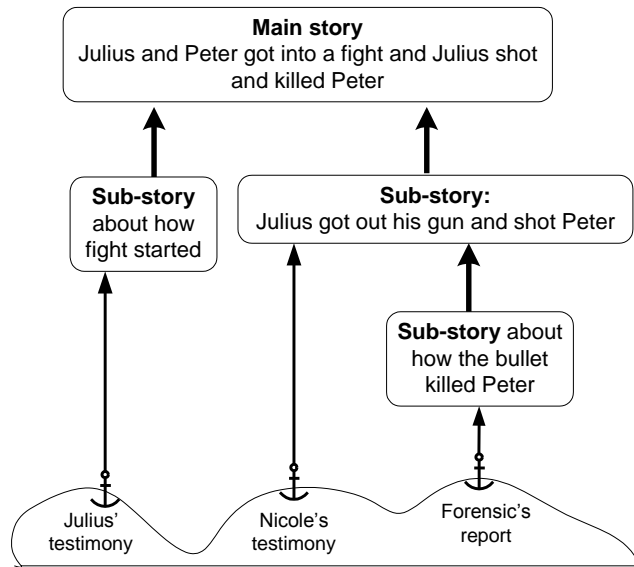 Main story
Julius and Peter got into a fight and Julius shot
and killed Peter
Sub-story
about how
fight started
Sub-story:
Julius got out his gun and shot Peter
Sub-story about
how the bullet
killed Peter
Julius'
testimony
Nicole's
testimony
Forensic's
report